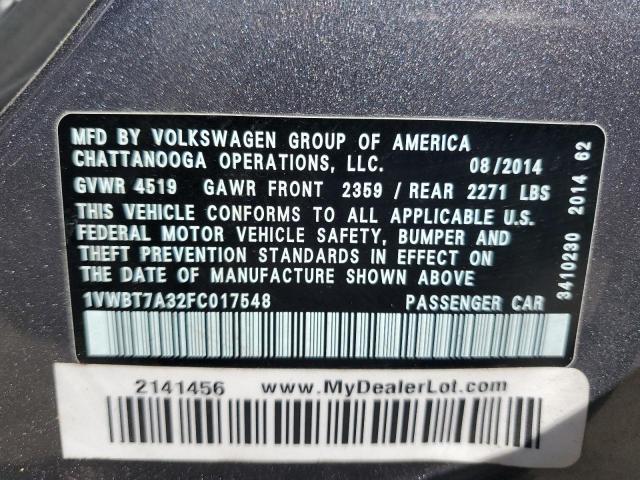 MFD BY VOLKSWAGEN GROUP OF AMERICA
CHATTANOOGA OPERATIONS, LLC. 08/2014
GVWR 4519 GAWR FRONT 2359 / REAR 2271 LBS
THIS VEHICLE CONFORMS TO ALL APPLICABLE U.S.
FEDERAL MOTOR VEHICLE SAFETY, BUMPER AND
THEFT PREVENTION STANDARDS IN EFFECT ON
THE DATE OF MANUFACTURE SHOWN ABOVE
1VWBT7A32FC017548 PASSENGER CAR
3410230 2014 62
2141456 www.MyDealerLot.com